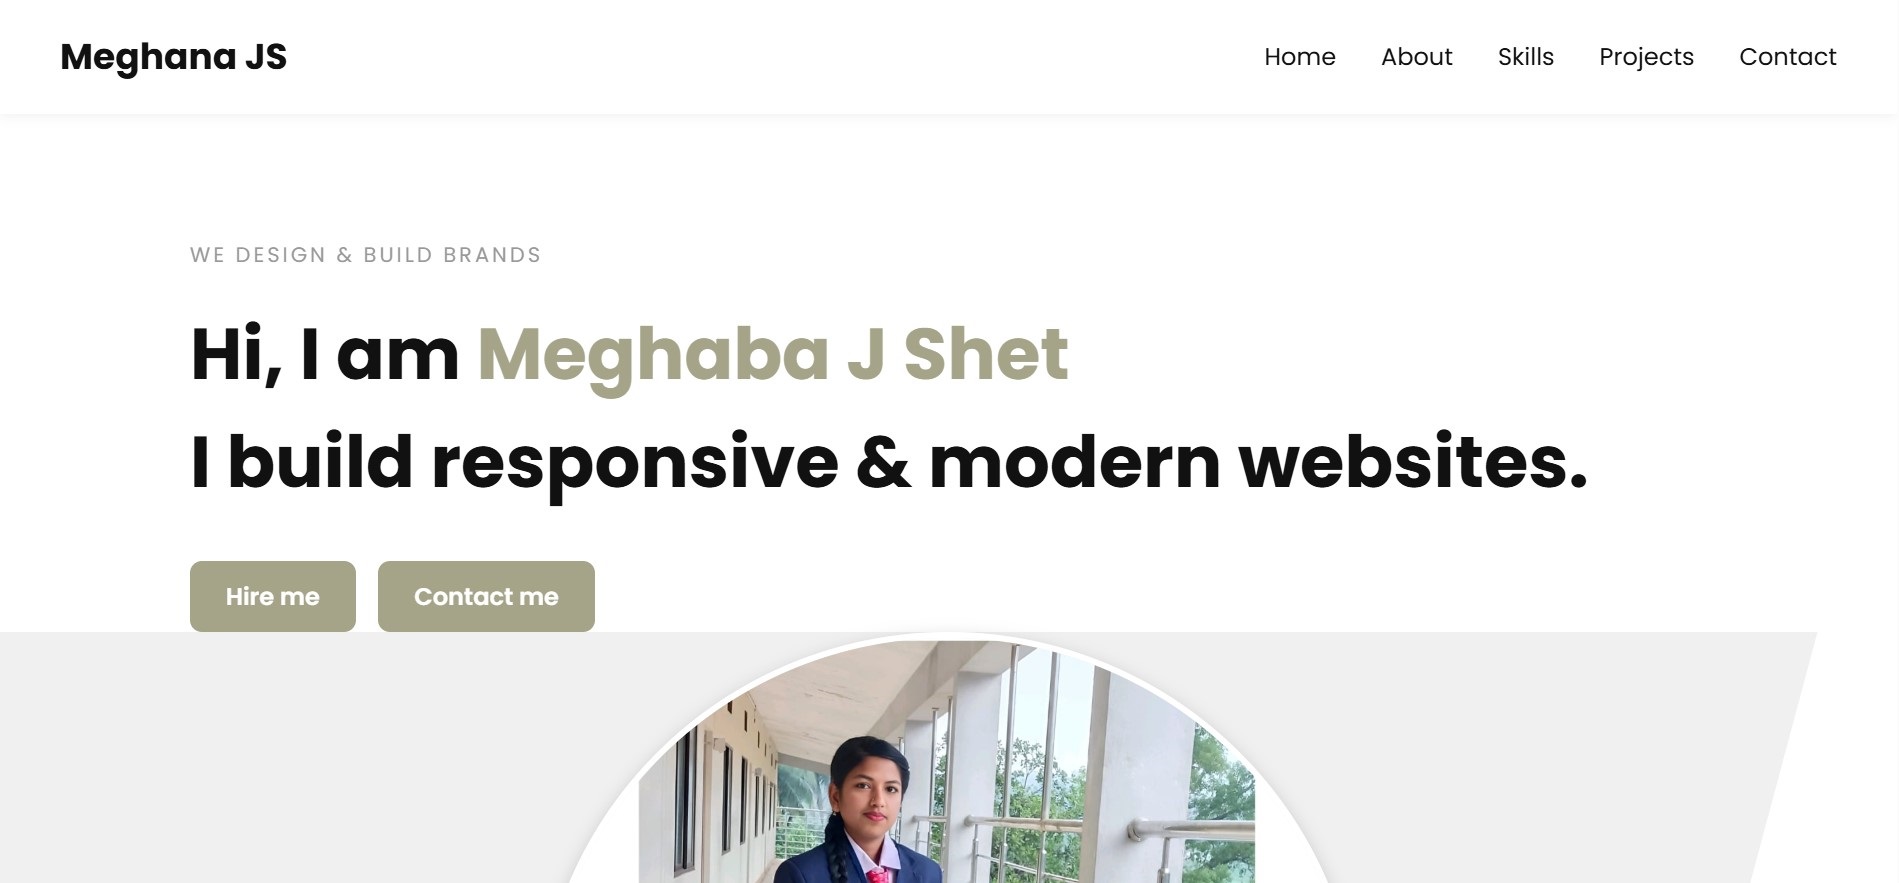 Meghana JS
Home About Skills Projects Contact
WE DESIGN & BUILD BRANDS
Hi, I am Meghaba J Shet
I build responsive & modern websites.
Hire me Contact me